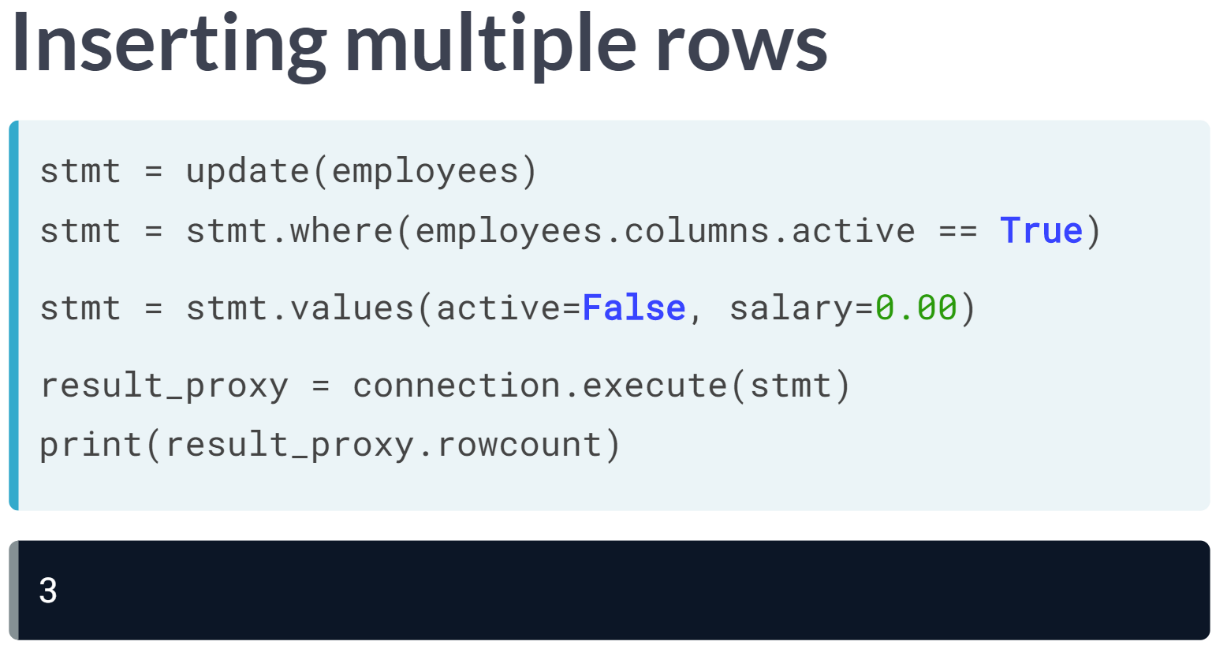 Inserting multiple rows
stmt = update(employees)
stmt = stmt.where(employees.columns.active == True)
stmt = stmt.values(active=False, salary=0.00)
result_proxy = connection.execute(stmt)
print(result_proxy.rowcount)
3